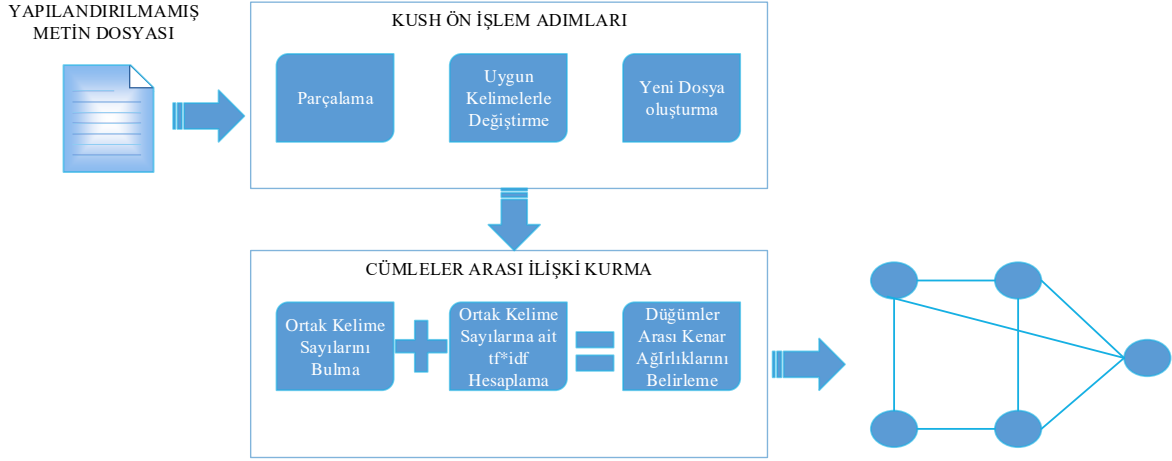 YAPILANDIRILMAMIŞ
METİN DOSYASI
KUSH ÖN İŞLEM ADIMLARI
Parçalama
Uygun
Kelimelerle
Değiştirme
Yeni Dosya
oluşturma
CÜMLELER ARASI İLİŞKİ KURMA
Ortak Kelime
Sayılarını
Bulma
Ortak Kelime
Sayılarına ait
tf*idf
Hesaplama
Düğümler
Arası Kenar
AğIrlıklarını
Belirleme